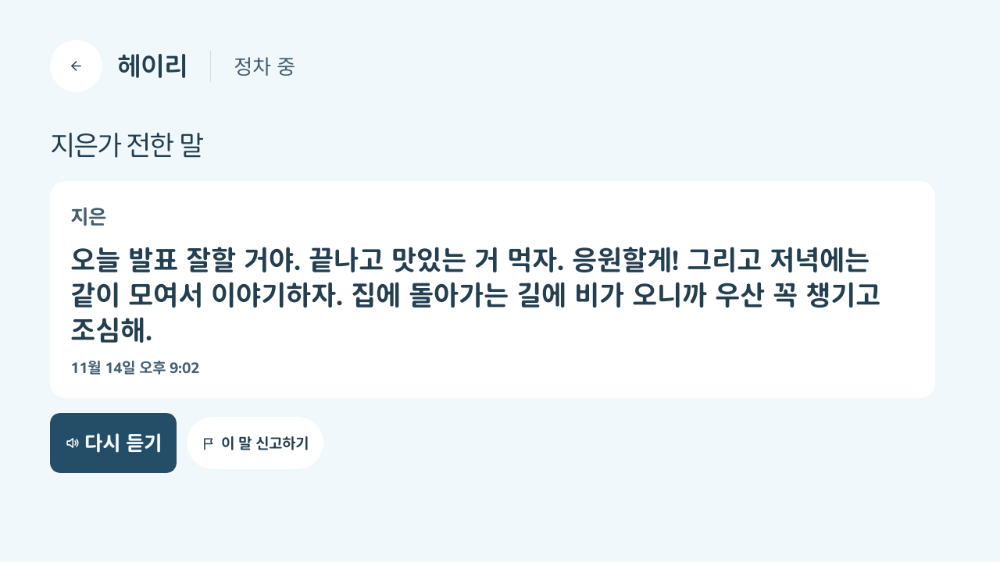 헤이리
정차 중
지은가 전한 말
지은
오늘 발표 잘할 거야. 끝나고 맛있는 거 먹자. 응원할게! 그리고 저녁에는
같이 모여서 이야기하자. 집에 돌아가는 길에 비가 오니까 우산 꼭 챙기고
조심해.
11월 14일 오후 9:02
다시 듣기
이 말 신고하기